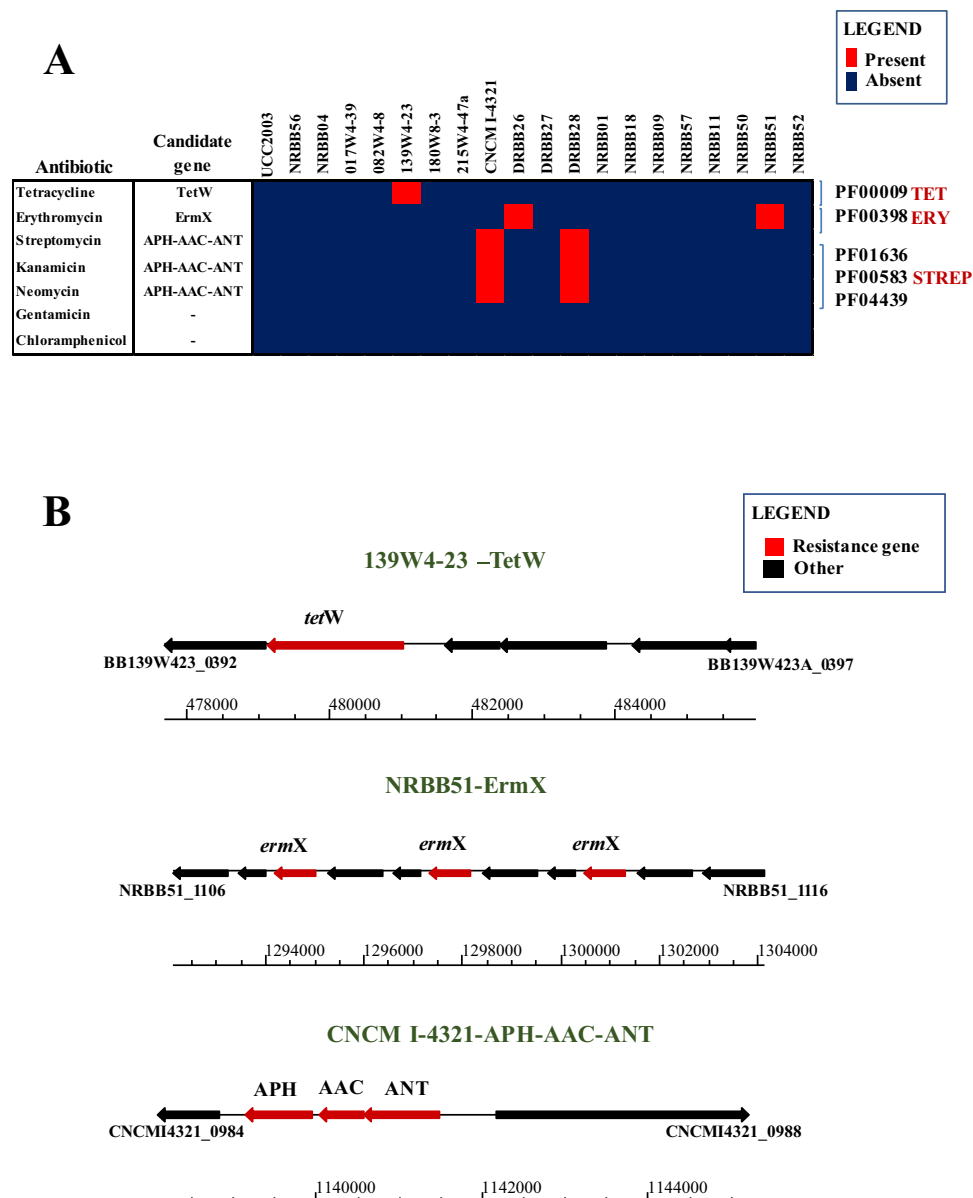 A
LEGEND
Present
Absent
Antibiotic
Candidate
gene
UCC2003
NRBB56
NRBB04
017W4-39
082W4-8
139W4-23
180W8-3
215W4-47a
CNCM I-4321
DRBB26
DRBB27
DRBB28
NRBB01
NRBB18
NRBB09
NRBB57
NRBB11
NRBB50
NRBB51
NRBB52
Tetracycline TetW
Erythromycin ErmX
Streptomycin APH-AAC-ANT
Kanamicin APH-AAC-ANT
Neomycin APH-AAC-ANT
Gentamicin -
Chloramphenicol -
PF00009 TET
PF00398 ERY
PF01636
PF00583 STREP
PF04439
B
LEGEND
Resistance gene
Other
139W4-23 –TetW
tetW
BB139W423_0392 BB139W423A_0397
478000 480000 482000 484000
NRBB51-ErmX
ermX ermX ermX
NRBB51_1106 NRBB51_1116
1294000 1296000 1298000 1300000 1302000 1304000
CNCM I-4321-APH-AAC-ANT
APH AAC ANT
CNCMI4321_0984 CNCMI4321_0988
1140000 1142000 1144000